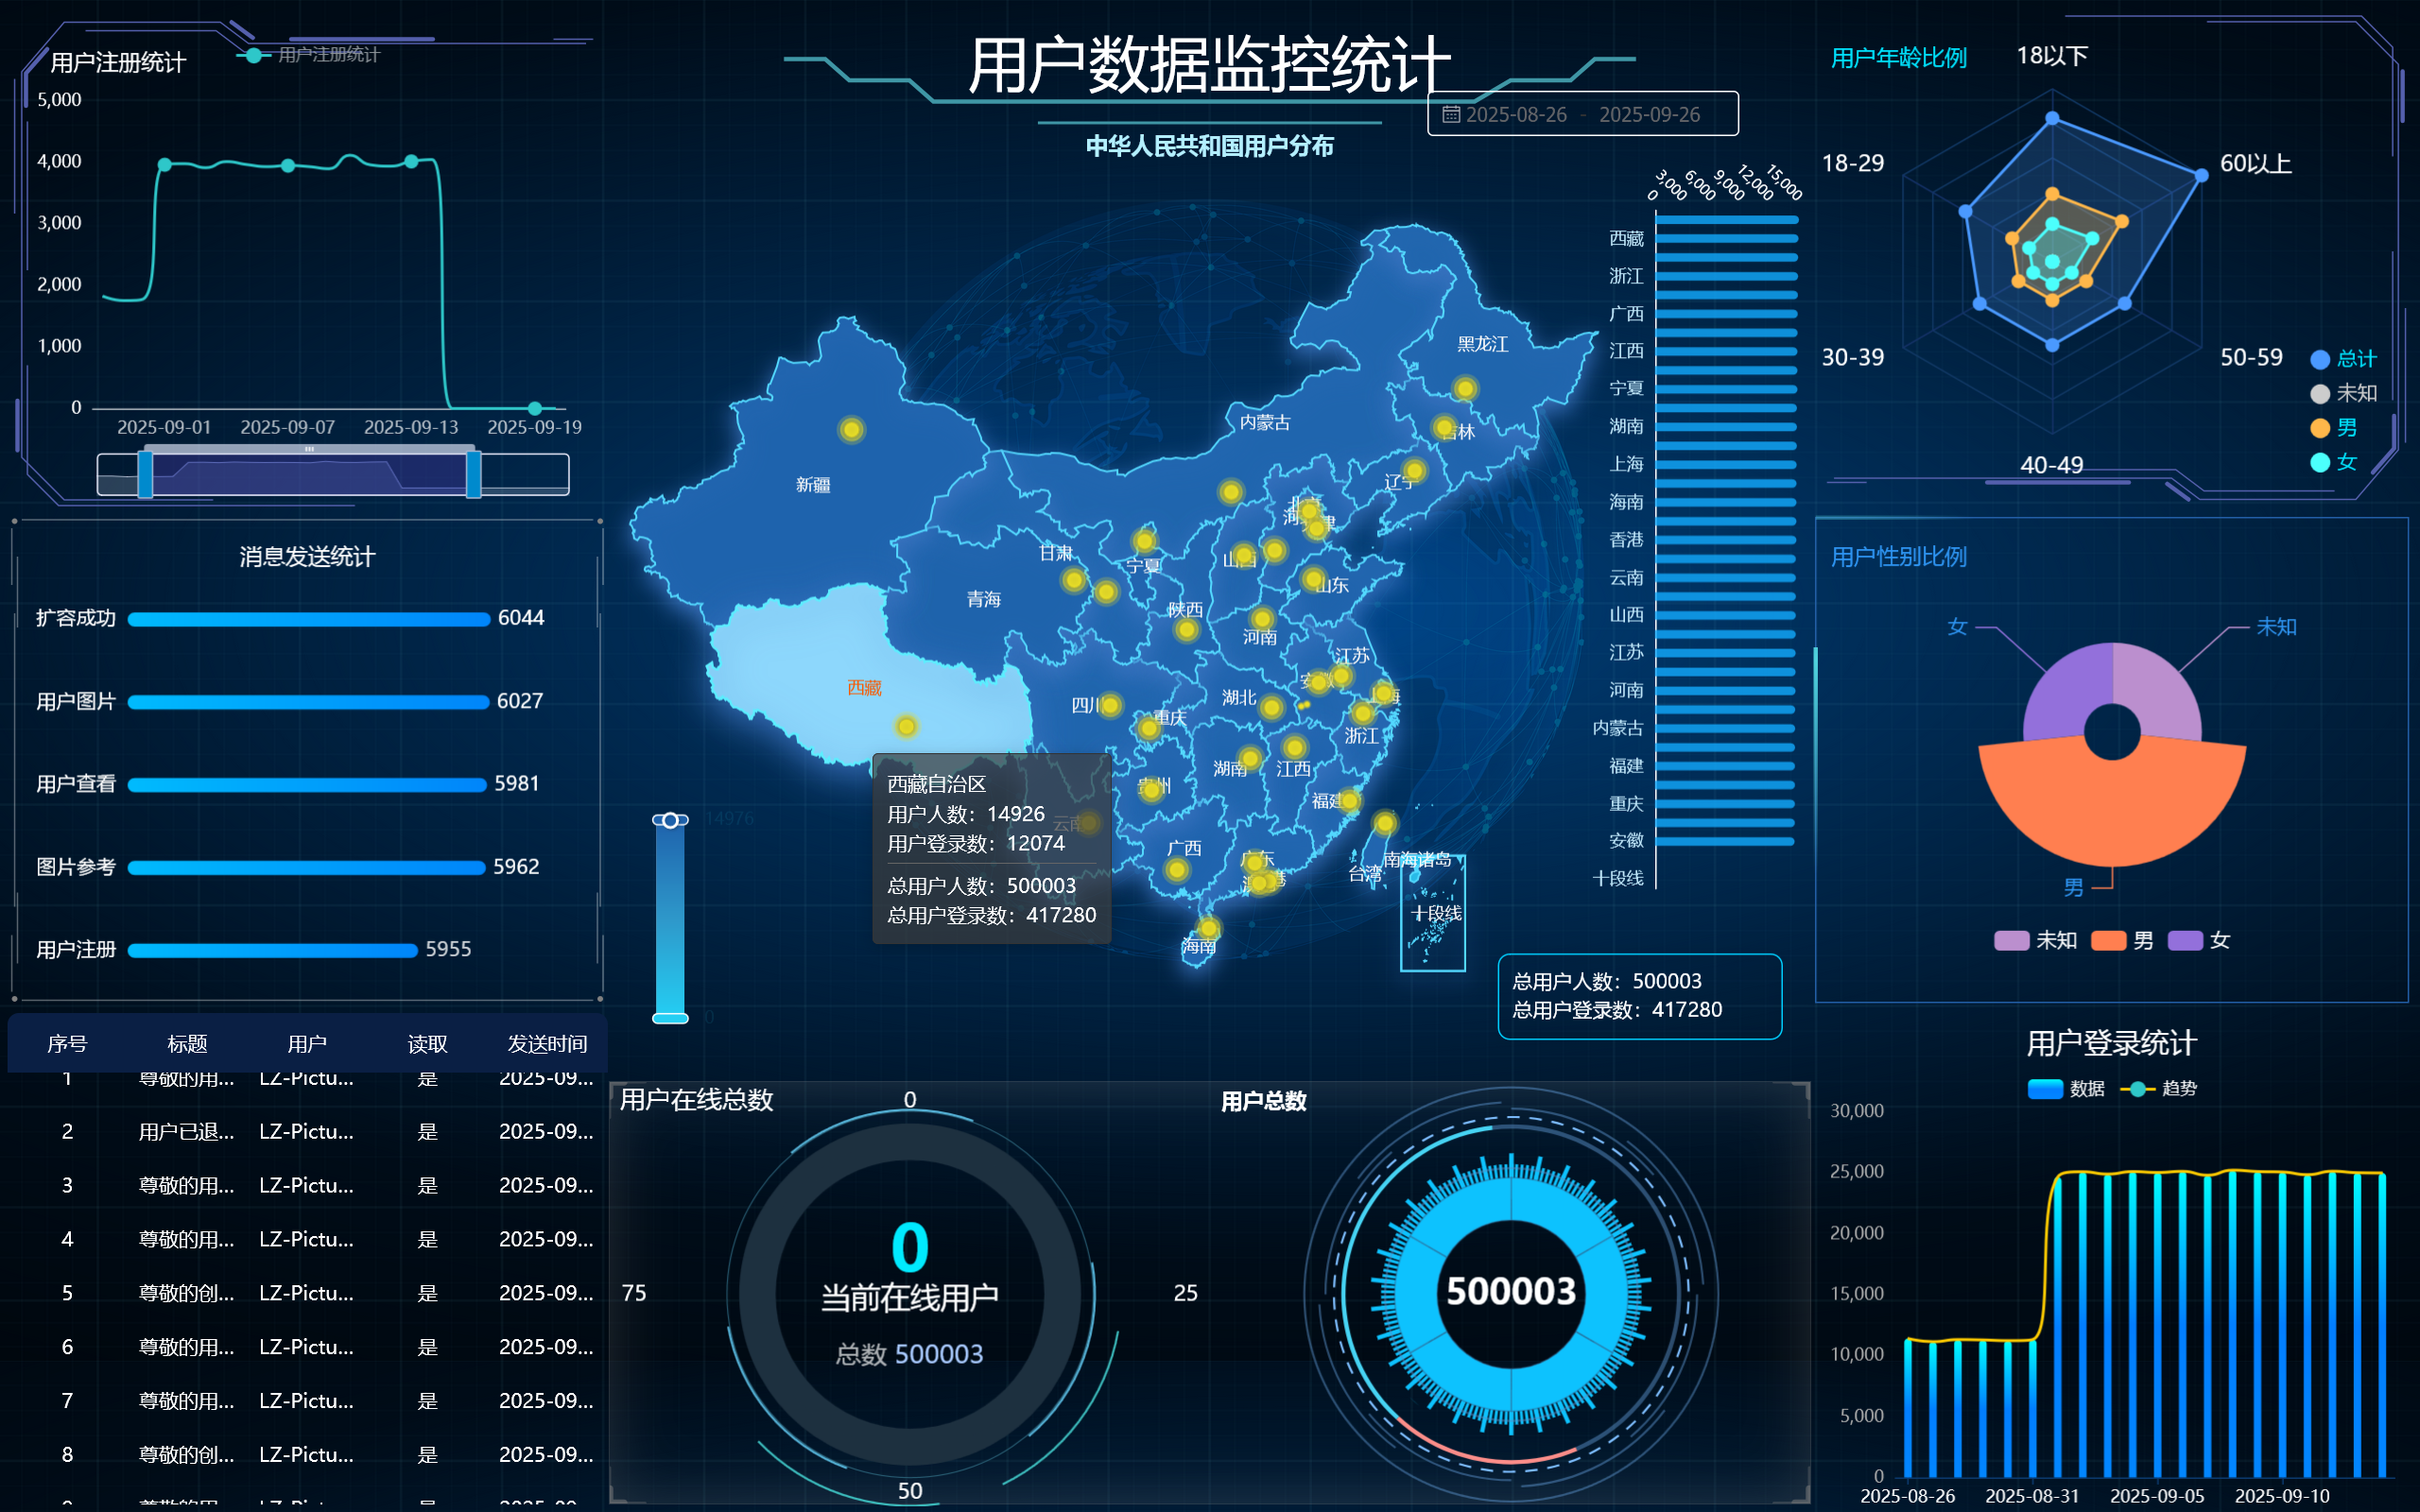 用户数据监控统计
2025-08-26 - 2025-09-26
中华人民共和国用户分布
用户注册统计
用户注册统计
5,000
4,000
3,000
2,000
1,000
0
2025-09-01 2025-09-07 2025-09-13 2025-09-19
消息发送统计
扩容成功 6044
用户图片 6027
用户查看 5981
图片参考 5962
用户注册 5955
序号 标题 用户 读取 发送时间
1 尊敬的用... LZ-Pictu... 是 2025-09...
2 用户已退... LZ-Pictu... 是 2025-09...
3 尊敬的用... LZ-Pictu... 是 2025-09...
4 尊敬的用... LZ-Pictu... 是 2025-09...
5 尊敬的创... LZ-Pictu... 是 2025-09...
6 尊敬的用... LZ-Pictu... 是 2025-09...
7 尊敬的用... LZ-Pictu... 是 2025-09...
8 尊敬的创... LZ-Pictu... 是 2025-09...
黑龙江
内蒙古
吉林
新疆
辽宁
北京
甘肃
宁夏
山西
山东
青海
陕西
河南
江苏
西藏
安徽
湖北
上海
四川
重庆
浙江
湖南
江西
贵州
福建
云南
广西
广东
南海诸岛
台湾
十段线
海南
西藏自治区
用户人数：14926
用户登录数：12074
总用户人数：500003
总用户登录数：417280
14976
0
0 3,000 6,000 9,000 12,000 15,000
西藏
浙江
广西
江西
宁夏
湖南
上海
海南
香港
云南
山西
江苏
河南
内蒙古
福建
重庆
安徽
十段线
总用户人数：500003
总用户登录数：417280
用户在线总数
0
25
50
75
0
当前在线用户
总数 500003
用户总数
500003
用户年龄比例
18以下
18-29
60以上
30-39
50-59
40-49
总计
未知
男
女
用户性别比例
女
未知
男
未知 男 女
用户登录统计
数据 趋势
30,000
25,000
20,000
15,000
10,000
5,000
0
2025-08-26 2025-08-31 2025-09-05 2025-09-10